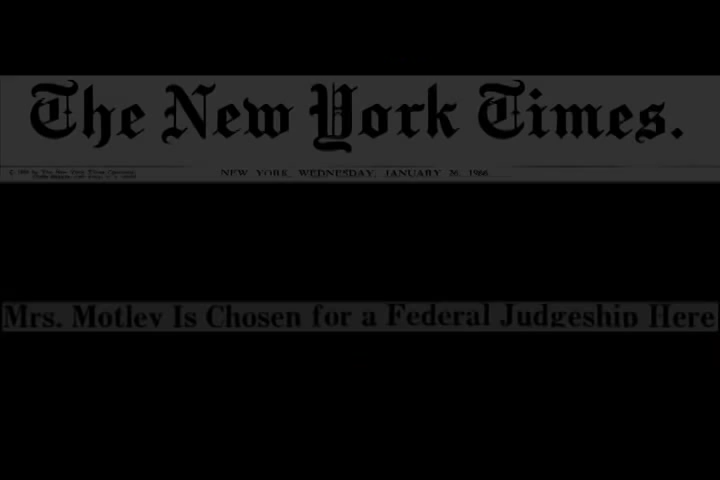 The New York Times.
NEW YORK, WEDNESDAY, JANUARY 26, 1966
Mrs. Motley Is Chosen for a Federal Judgeship Here